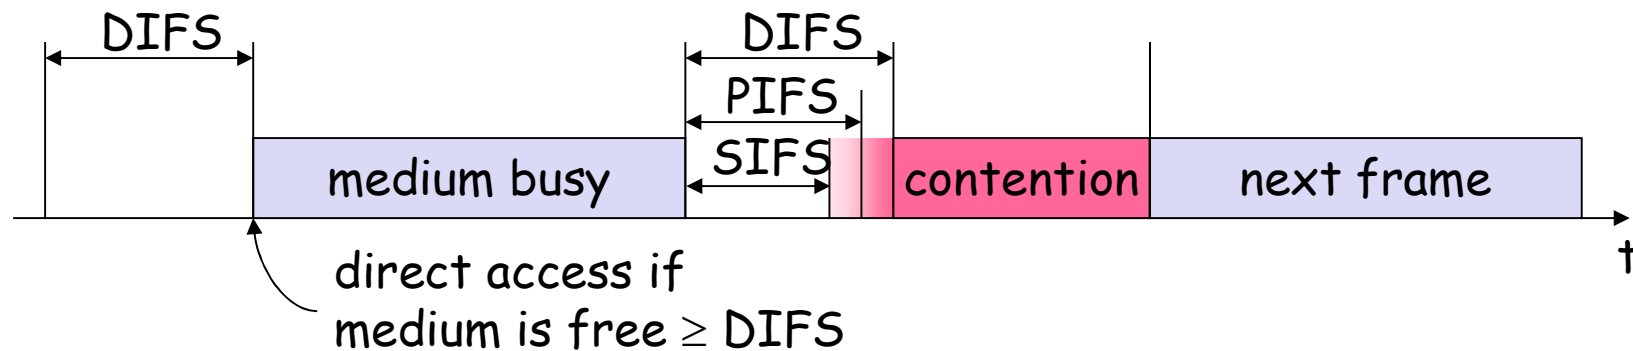 DIFS
DIFS
PIFS
SIFS
medium busy
contention
next frame
t
direct access if
medium is free ≥ DIFS